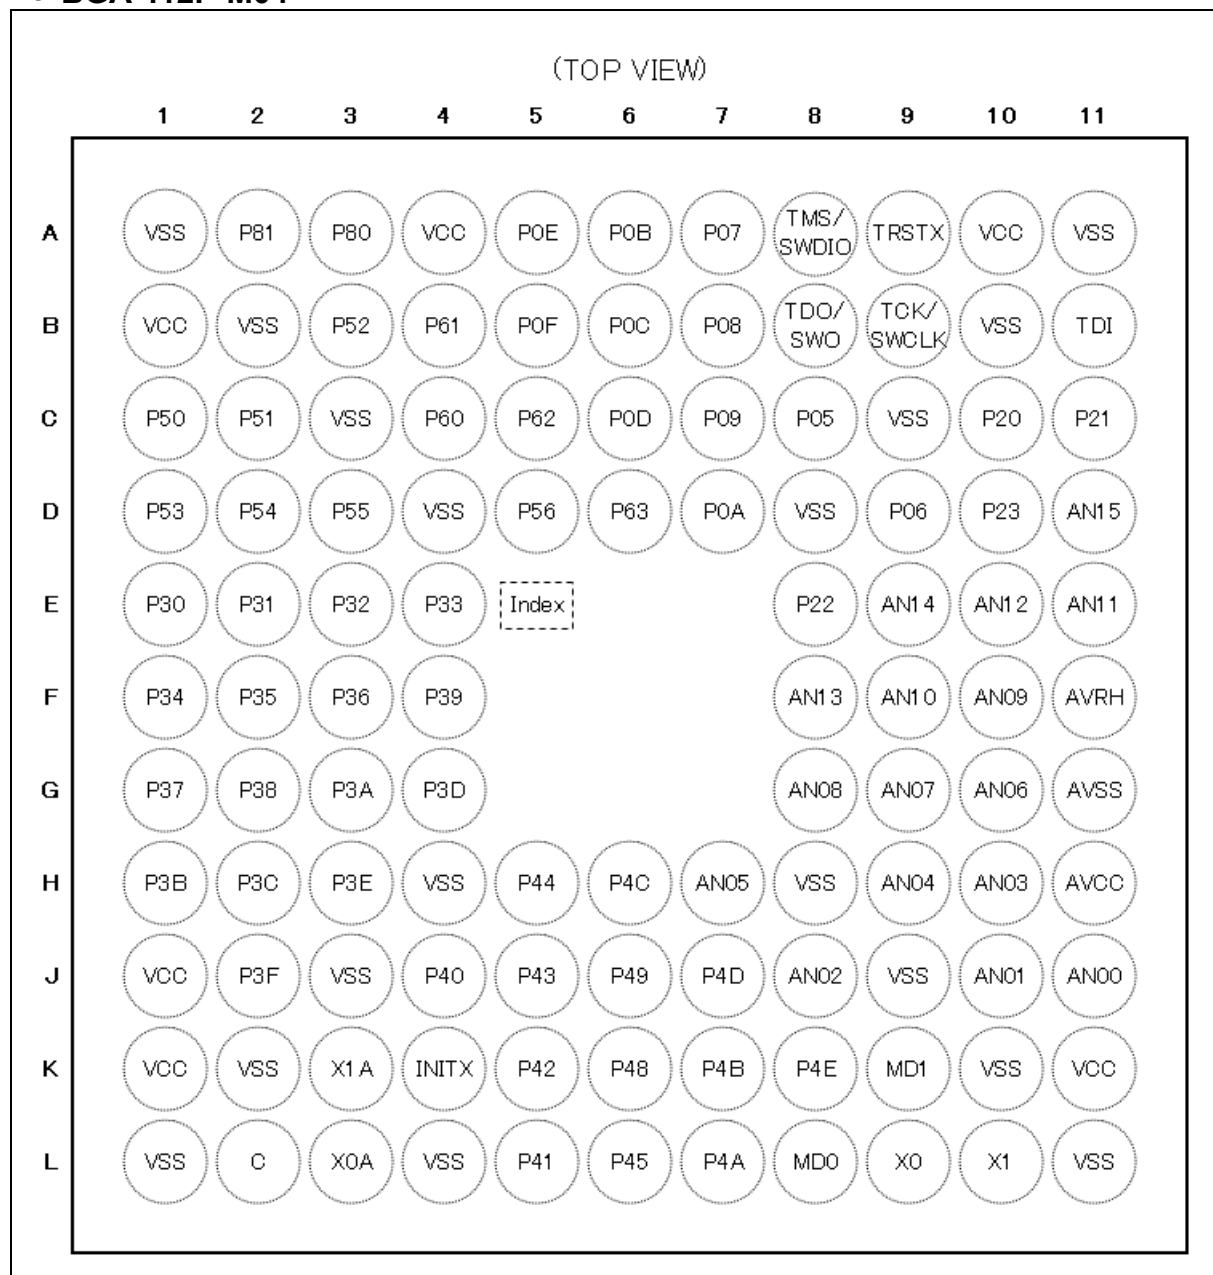 (TOP VIEW)
1 2 3 4 5 6 7 8 9 10 11
A VSS P81 P80 VCC P0E P0B P07 TMS/ SWDIO TRSTX VCC VSS
B VCC VSS P52 P61 P0F P0C P08 TDO/ SWO TCK/ SWCLK VSS TDI
C P50 P51 VSS P60 P62 P0D P09 P05 VSS P20 P21
D P53 P54 P55 VSS P56 P63 P0A VSS P06 P23 AN15
E P30 P31 P32 P33 Index P22 AN14 AN12 AN11
F P34 P35 P36 P39 AN13 AN10 AN09 AVRH
G P37 P38 P3A P3D AN08 AN07 AN06 AVSS
H P3B P3C P3E VSS P44 P4C AN05 VSS AN04 AN03 AVCC
J VCC P3F VSS P40 P43 P49 P4D AN02 VSS AN01 AN00
K VCC VSS X1A INITX P42 P48 P4B P4E MD1 VSS VCC
L VSS C X0A VSS P41 P45 P4A MD0 X0 X1 VSS